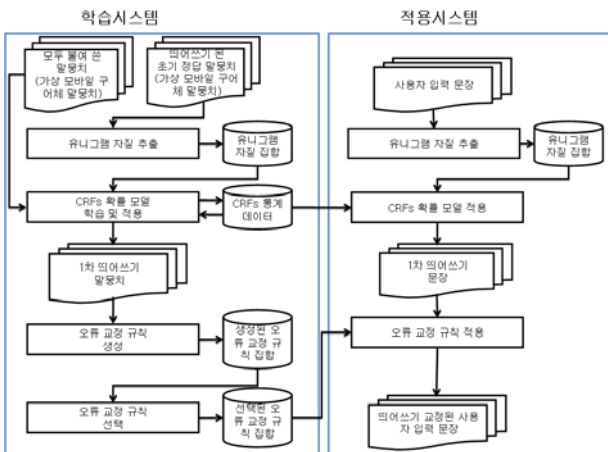 학습시스템
모두 붙여 쓴
말뭉치
(가상 모바일 구
어체 말뭉치)
띄어쓰기 된
초기 정답 말뭉치
(가상 모바일 구어
체 말뭉치)
유니그램 자질 추출
유니그램
자질 집합
CRFs 확률 모델
학습 및 적용
CRFs 통계
데이터
1차 띄어쓰기
말뭉치
오류 교정 규칙
생성
생성된 오
류 교정 규
칙 집합
오류 교정 규칙
선택
선택된 오
류 교정 규
칙 집합
적용시스템
사용자 입력 문장
유니그램 자질 추출
유니그램
자질 집합
CRFs 확률 모델 적용
1차 띄어쓰기
문장
오류 교정 규칙 적용
띄어쓰기 교정된 사용
자 입력 문장